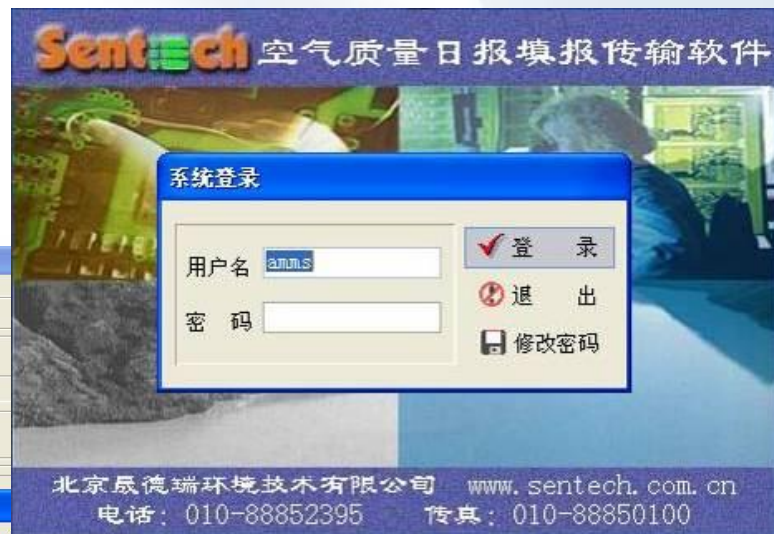 Sentech 空气质量日报填报传输软件
系统登录
用户名 amms
登 录
密 码
退 出
修改密码
北京晟德瑞环境技术有限公司 www.sentech.com.cn
电话: 010-88852395 传真: 010-88850100